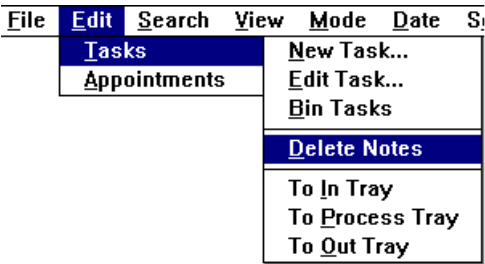 File Edit Search View Mode Date
Tasks
Appointments
New Task...
Edit Task...
Bin Tasks
Delete Notes
To In Tray
To Process Tray
To Out Tray